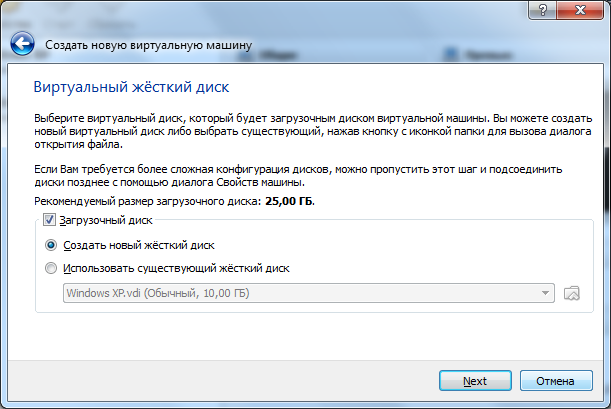 Создать новую виртуальную машину
Виртуальный жёсткий диск
Выберите виртуальный диск, который будет загрузочным диском виртуальной машины. Вы можете создать
новый виртуальный диск либо выбрать существующий, нажав кнопку с иконкой папки для вызова диалога
открытия файла.
Если Вам требуется более сложная конфигурация дисков, можно пропустить этот шаг и подсоединить
диски позднее с помощью диалога Свойств машины.
Рекомендуемый размер загрузочного диска: 25,00 ГБ.
Загрузочный диск
Создать новый жёсткий диск
Использовать существующий жёсткий диск
Windows XP.vdi (Обычный, 10,00 ГБ)
Next
Отмена